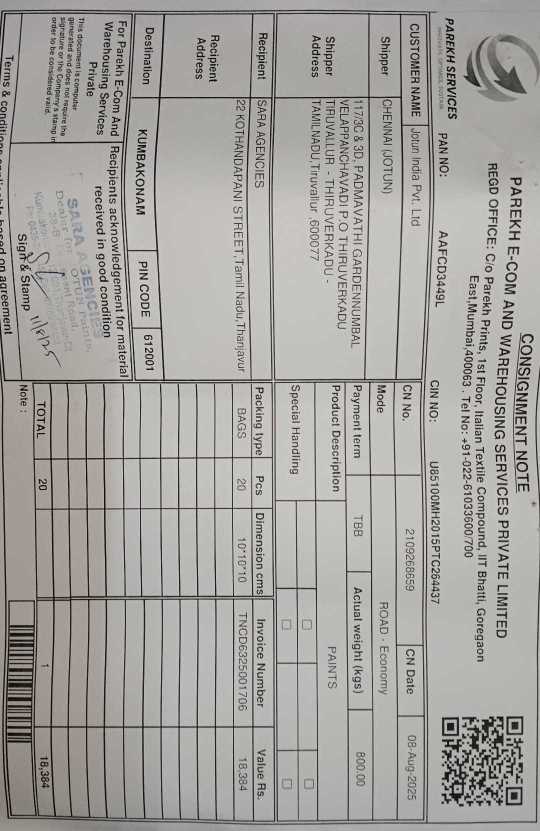 CONSIGNMENT NOTE
PAREKH E-COM AND WAREHOUSING SERVICES PRIVATE LIMITED
REGD OFFICE: C/o Parekh Prints, 1st Floor, Italian Textile Compound, IIT Bhatti, Goregaon
East,Mumbai,400063 . Tel No: +91-022-61033600/700
PAREKH SERVICES
PAN NO: AAFCD3449L CIN NO: U85100MH2015PTC264437
CUSTOMER NAME Jotun India Pvt. Ltd
CN No. 2109268659 CN Date 08-Aug-2025
Shipper CHENNAI (JOTUN)
Mode ROAD - Economy
Payment term TBB Actual weight (kgs) 800.00
Shipper
Address
117/3C & 3D, PADMAVATHI GARDENNUMBAL
VELAPPANCHAVADI P.O THIRUVERKADU
TIRUVALLUR - THIRUVERKADU -
TAMILNADU,Tiruvallur ,600077
Product Description PAINTS
Special Handling
Recipient SARA AGENCIES
Recipient
Address
22 KOTHANDAPANI STREET,Tamil Nadu,Thanjavur
Destination KUMBAKONAM PIN CODE 612001
Packing type Pcs Dimension cms Invoice Number Value Rs.
BAGS 20 10*10*10 TNCD6325001706 18,384
For Parekh E-Com And
Warehousing Services
Private
This document is computer
generated and does not require the
signature or the Company's stamp in
order to be considered valid.
Recipients acknowledgement for material
received in good condition
SARA AGENCIES
Sign & Stamp 11/8/25
TOTAL 20 1 18,384
Note :